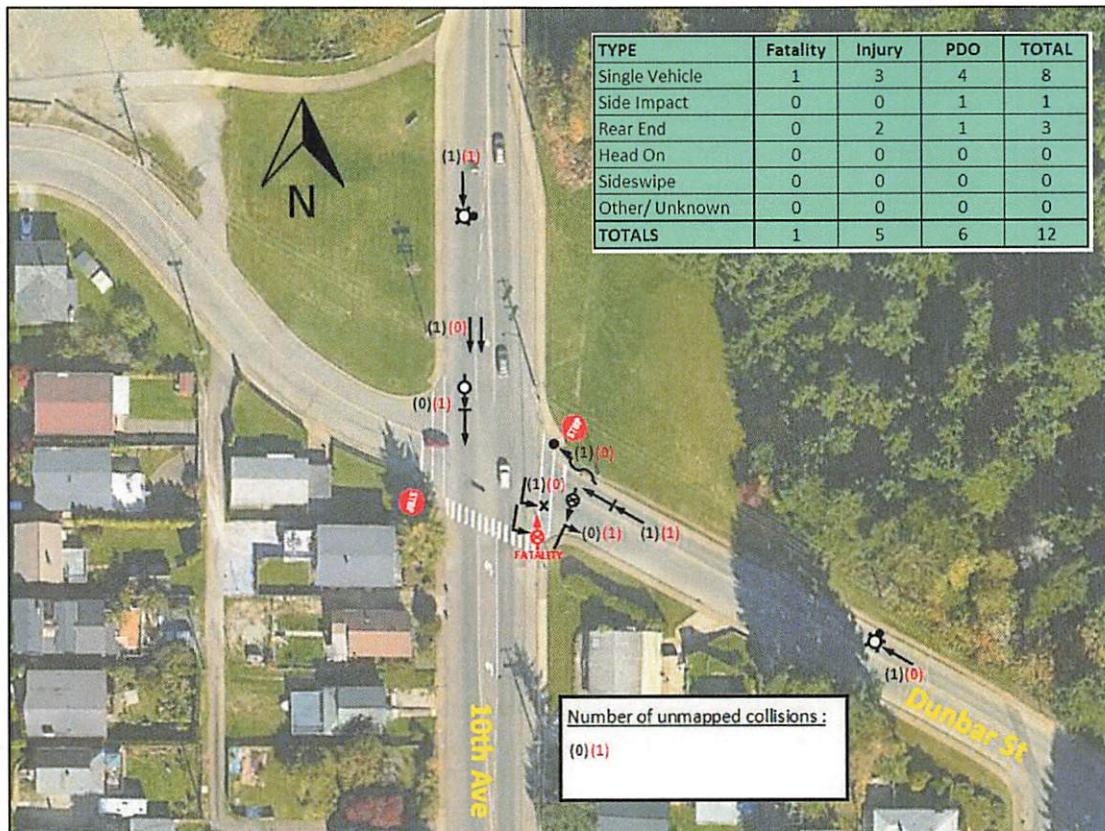 TYPE Fatality Injury PDO TOTAL
Single Vehicle 1 3 4 8
Side Impact 0 0 1 1
Rear End 0 2 1 3
Head On 0 0 0 0
Sideswipe 0 0 0 0
Other/ Unknown 0 0 0 0
TOTALS 1 5 6 12
N
(1)(1)
(1)(0)
(0)(1)
STOP
(1)(0)
(1)(0)
STOP
(0)(1)
(1)(1)
FATALITY
(1)(0)
10th Ave
Dunbar St
Number of unmapped collisions :
(0)(1)